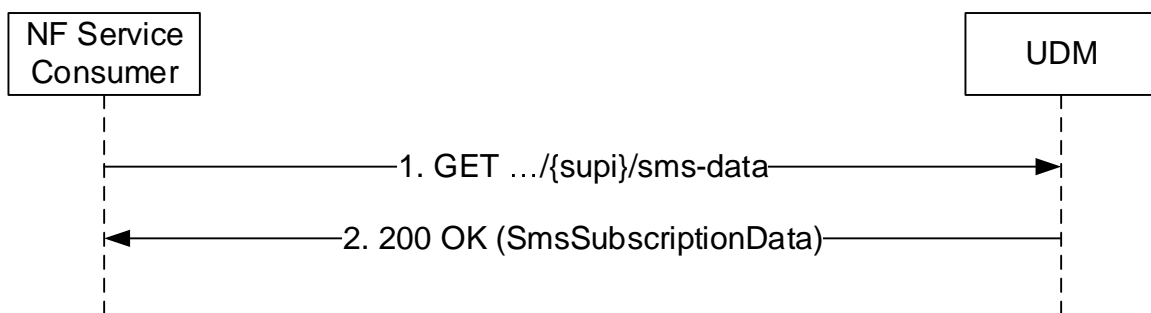 NF Service
Consumer
UDM
1. GET …/{supi}/sms-data
2. 200 OK (SmsSubscriptionData)